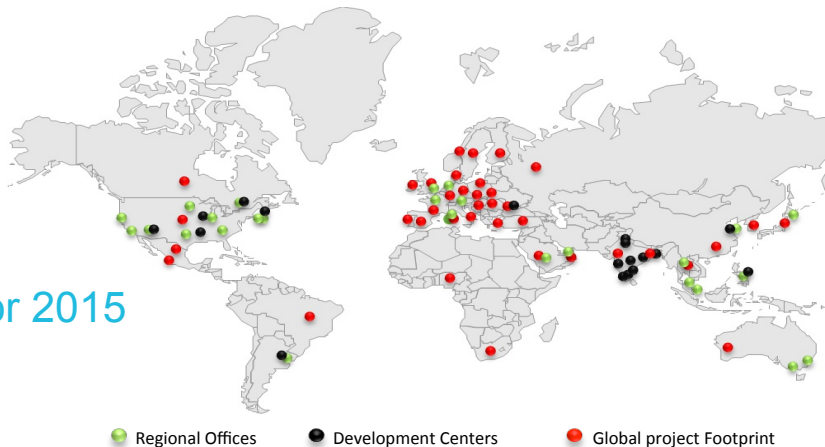 or 2015
Regional Offices
Development Centers
Global project Footprint